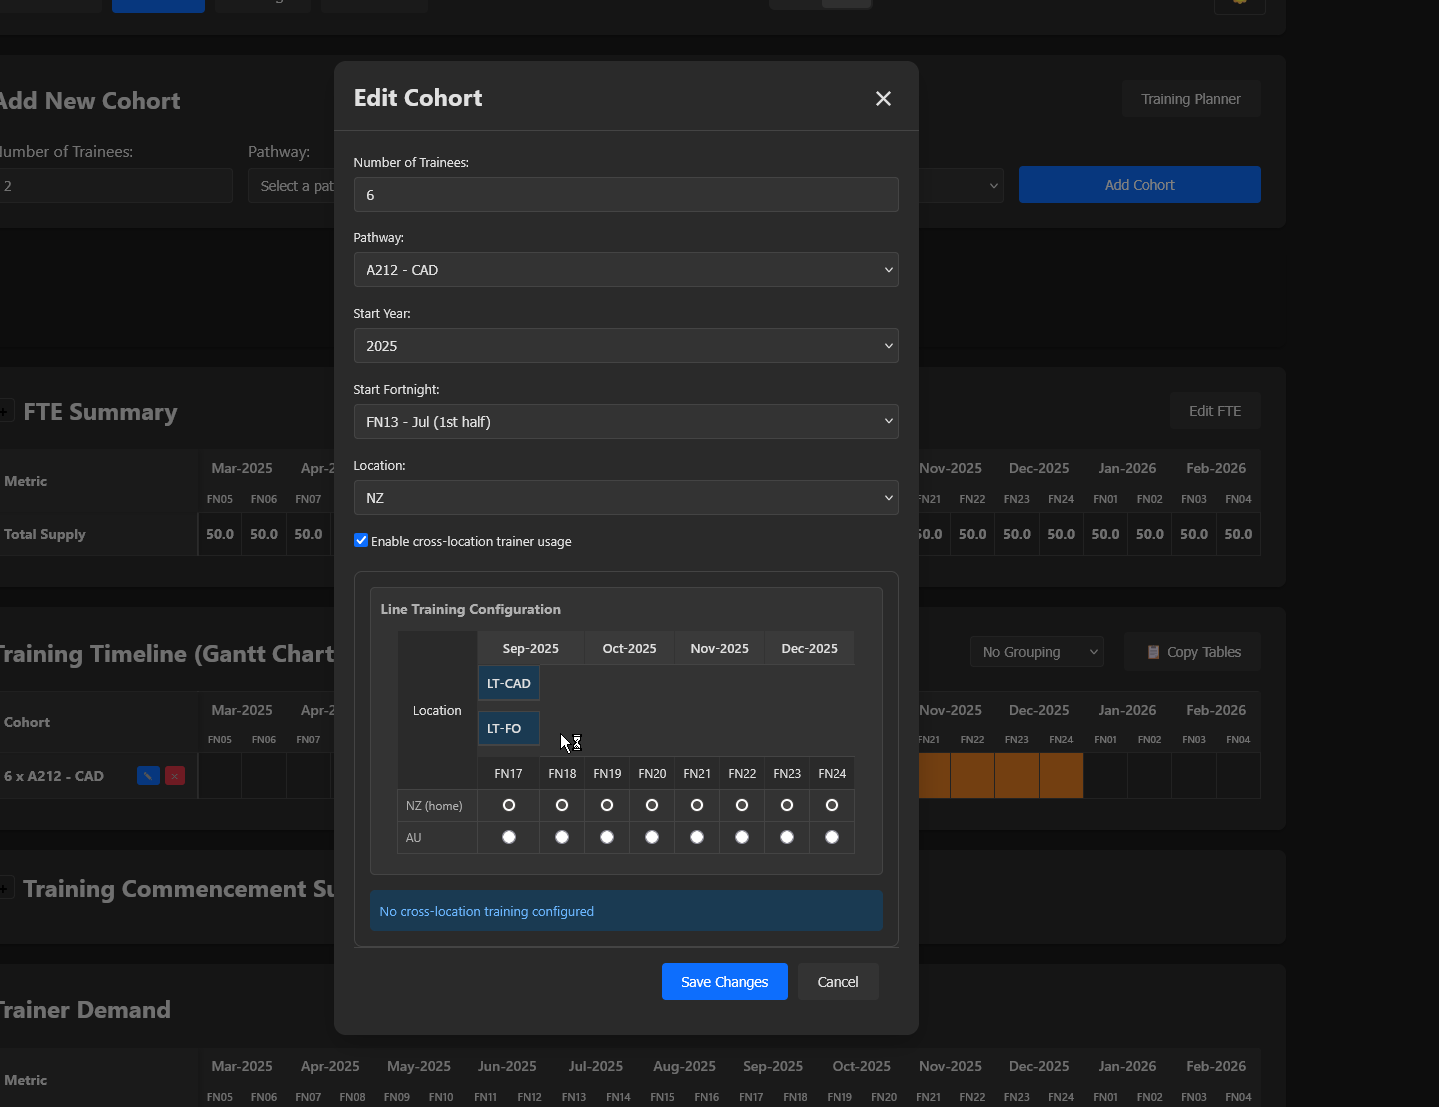 Edit Cohort
Add New Cohort
Training Planner
Number of Trainees:
Pathway:
2
Select a pat
Add Cohort
Number of Trainees:
6
Pathway:
A212 - CAD
Start Year:
2025
Start Fortnight:
FN13 - Jul (1st half)
Location:
NZ
Enable cross-location trainer usage
FTE Summary
Edit FTE
Metric
Mar-2025 Apr-2 Nov-2025 Dec-2025 Jan-2026 Feb-2026
FN05 FN06 FN07 FN21 FN22 FN23 FN24 FN01 FN02 FN03 FN04
Total Supply 50.0 50.0 50.0 50.0 50.0 50.0 50.0 50.0 50.0 50.0 50.0
Line Training Configuration
Location
Sep-2025 Oct-2025 Nov-2025 Dec-2025
LT-CAD
LT-FO
FN17 FN18 FN19 FN20 FN21 FN22 FN23 FN24
NZ (home)
AU
No cross-location training configured
Save Changes
Cancel
Training Timeline (Gantt Chart
No Grouping
Copy Tables
Cohort
Mar-2025 Apr-2 Nov-2025 Dec-2025 Jan-2026 Feb-2026
FN05 FN06 FN07 FN21 FN22 FN23 FN24 FN01 FN02 FN03 FN04
6 x A212 - CAD
Training Commencement Su
Trainer Demand
Metric
Mar-2025 Apr-2025 May-2025 Jun-2025 Jul-2025 Aug-2025 Sep-2025 Oct-2025 Nov-2025 Dec-2025 Jan-2026 Feb-2026
FN05 FN06 FN07 FN08 FN09 FN10 FN11 FN12 FN13 FN14 FN15 FN16 FN17 FN18 FN19 FN20 FN21 FN22 FN23 FN24 FN01 FN02 FN03 FN04